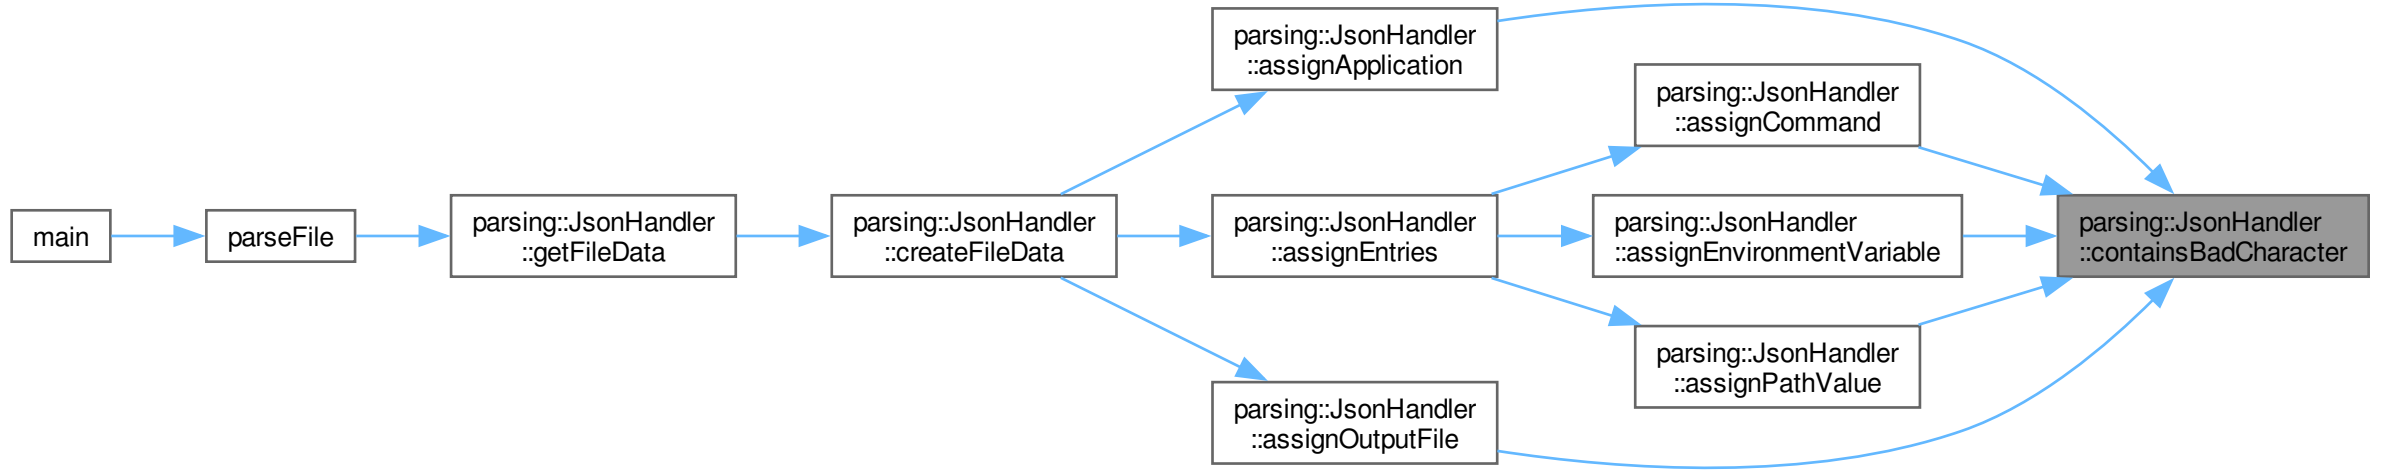 main
parseFile
parsing::JsonHandler
::getFileData
parsing::JsonHandler
::createFileData
parsing::JsonHandler
::assignApplication
parsing::JsonHandler
::assignEntries
parsing::JsonHandler
::assignOutputFile
parsing::JsonHandler
::assignCommand
parsing::JsonHandler
::assignEnvironmentVariable
parsing::JsonHandler
::assignPathValue
parsing::JsonHandler
::containsBadCharacter